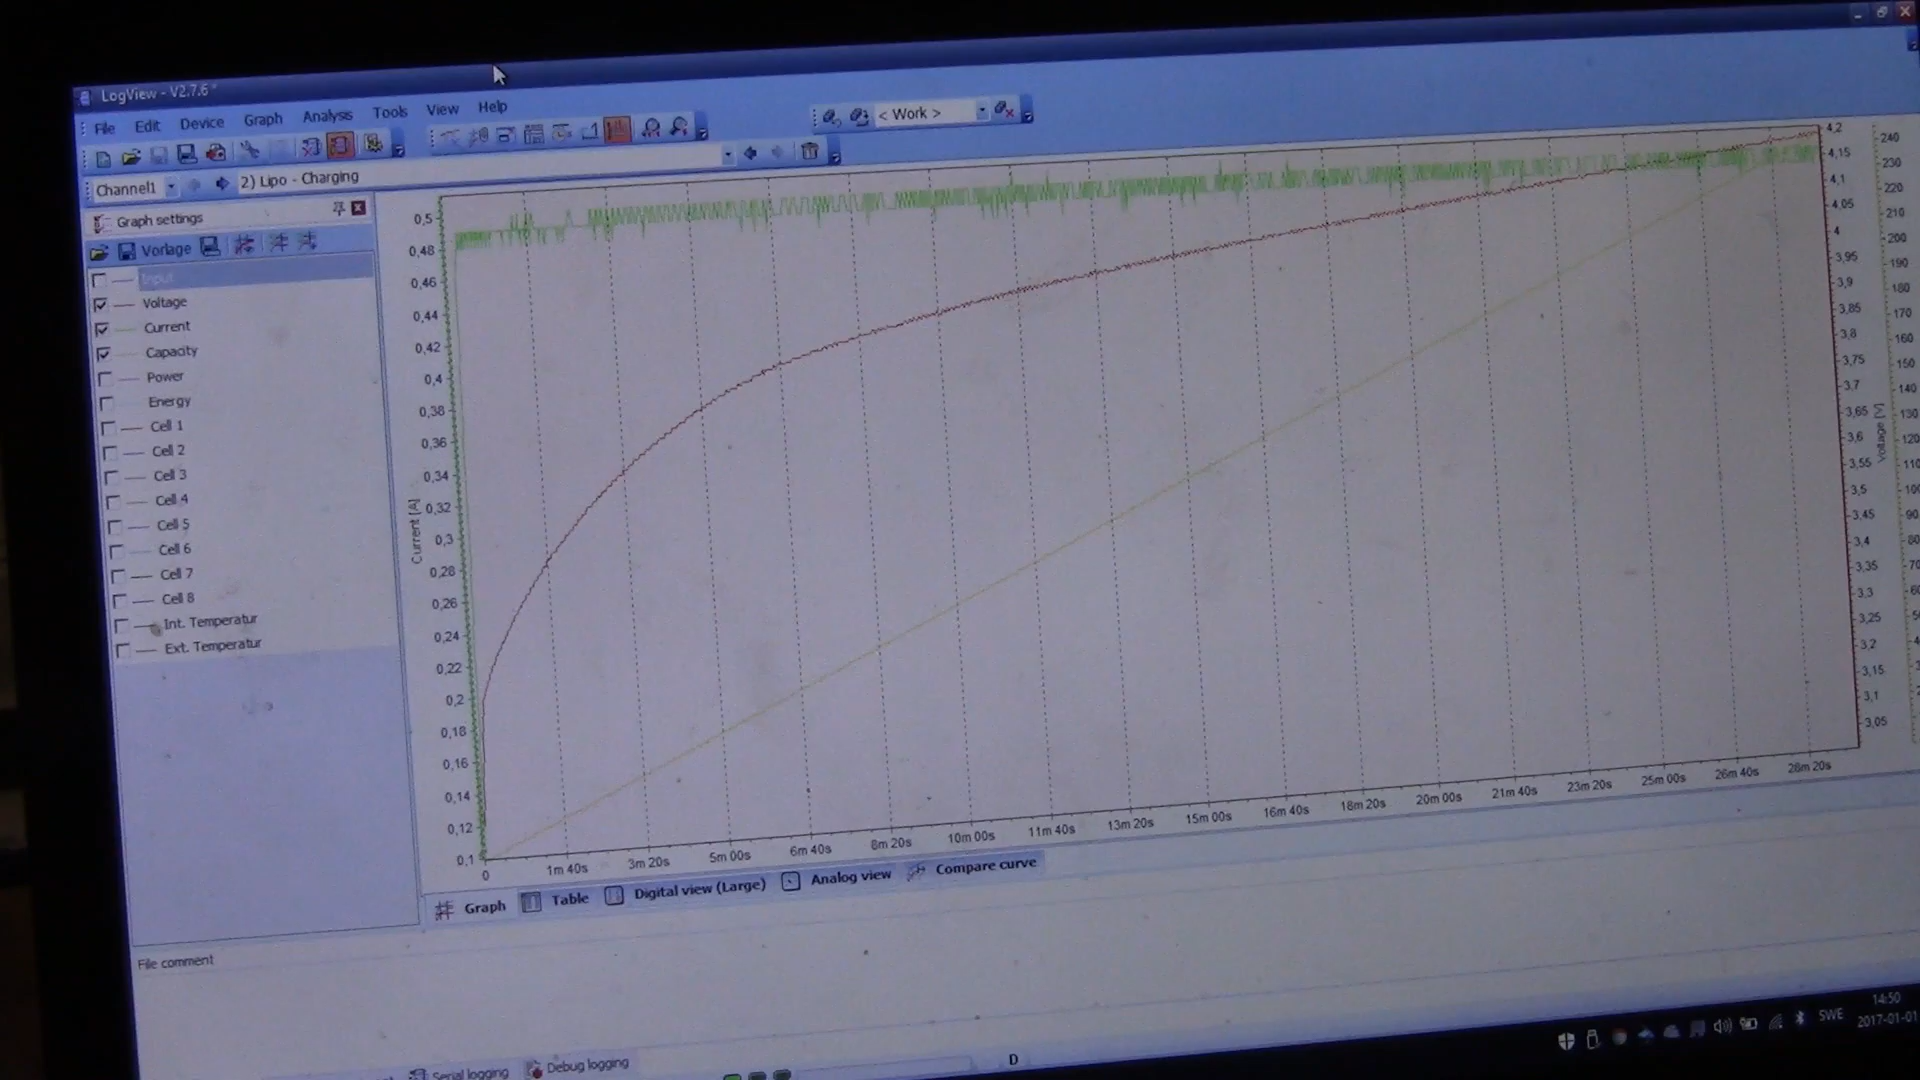 LogView - V2.7.6 *
File Edit Device Graph Analysis Tools View Help
< Work >
Channel1 2) Lipo - Charging
Graph settings
Vorlage
Input
Voltage
Current
Capacity
Power
Energy
Cell 1
Cell 2
Cell 3
Cell 4
Cell 5
Cell 6
Cell 7
Cell 8
Int. Temperatur
Ext. Temperatur
0,5
0,48
0,46
0,44
0,42
0,4
0,38
0,36
0,34
0,32
0,3
0,28
0,26
0,24
0,22
0,2
0,18
0,16
0,14
0,12
0,1
Current [A]
0 1m 40s 3m 20s 5m 00s 6m 40s 8m 20s 10m 00s 11m 40s 13m 20s 15m 00s 16m 40s 18m 20s 20m 00s 21m 40s 23m 20s 25m 00s 26m 40s 28m 20s
4,2
4,15
4,1
4,05
4
3,95
3,9
3,85
3,8
3,75
3,7
3,65
3,6
3,55
3,5
3,45
3,4
3,35
3,3
3,25
3,2
3,15
3,1
3,05
Voltage [V]
240
230
220
210
200
190
180
170
160
150
140
130
120
110
100
90
80
70
Graph Table Digital view (Large) Analog view Compare curve
File comment
Serial logging Debug logging
D
SWE
14:50
2017-01-01